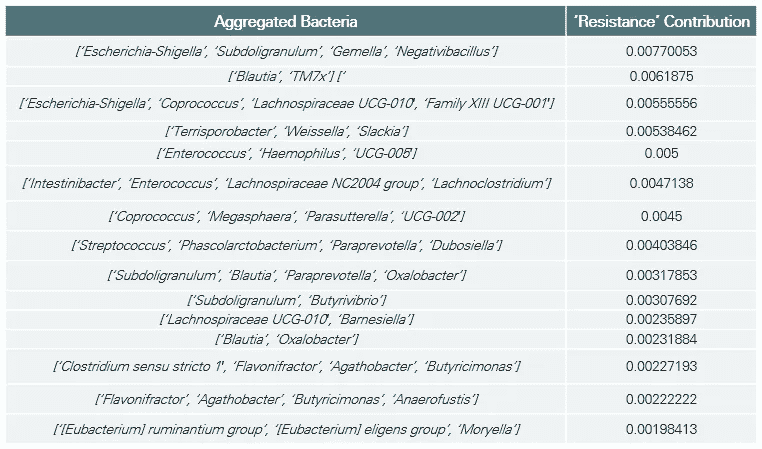 Aggregated Bacteria 'Resistance' Contribution
['Escherichia-Shigella', 'Subdoligranulum', 'Gemella', 'Negativibacillus'] 0.00770053
['Blautia', 'TM7x'] [' 0.0061875
['Escherichia-Shigella', 'Coprococcus', 'Lachnospiraceae UCG-010', 'Family XIII UCG-001'] 0.00555556
['Terrisporobacter', 'Weissella', 'Slackia'] 0.00538462
['Enterococcus', 'Haemophilus', 'UCG-005'] 0.005
['Intestinibacter', 'Enterococcus', 'Lachnospiraceae NC2004 group', 'Lachnoclostridium'] 0.0047138
['Coprococcus', 'Megasphaera', 'Parasutterella', 'UCG-002'] 0.0045
['Streptococcus', 'Phascolarctobacterium', 'Paraprevotella', 'Dubosiella'] 0.00403846
['Subdoligranulum', 'Blautia', 'Paraprevotella', 'Oxalobacter'] 0.00317853
['Subdoligranulum', 'Butyrivibrio'] 0.00307692
['Lachnospiraceae UCG-010', 'Barnesiella'] 0.00235897
['Blautia', 'Oxalobacter'] 0.00231884
['Clostridium sensu stricto 1', 'Flavonifractor', 'Agathobacter', 'Butyricimonas'] 0.00227193
['Flavonifractor', 'Agathobacter', 'Butyricimonas', 'Anaerofustis'] 0.00222222
['[Eubacterium] ruminantium group', '[Eubacterium] eligens group', 'Moryella'] 0.00198413